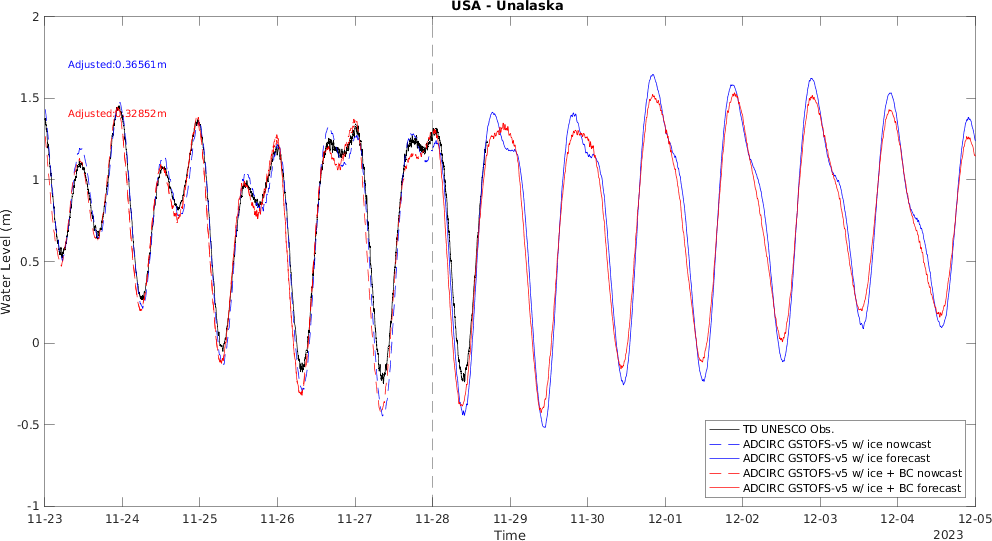 USA - Unalaska
2
1.5
1
0.5
0
-0.5
-1
Water Level (m)
Adjusted:0.36561m
Adjusted:0.32852m
TD UNESCO Obs.
ADCIRC GSTOFS-v5 w/ ice nowcast
ADCIRC GSTOFS-v5 w/ ice forecast
ADCIRC GSTOFS-v5 w/ ice + BC nowcast
ADCIRC GSTOFS-v5 w/ ice + BC forecast
11-23 11-24 11-25 11-26 11-27 11-28 11-29 11-30 12-01 12-02 12-03 12-04 12-05
Time
2023